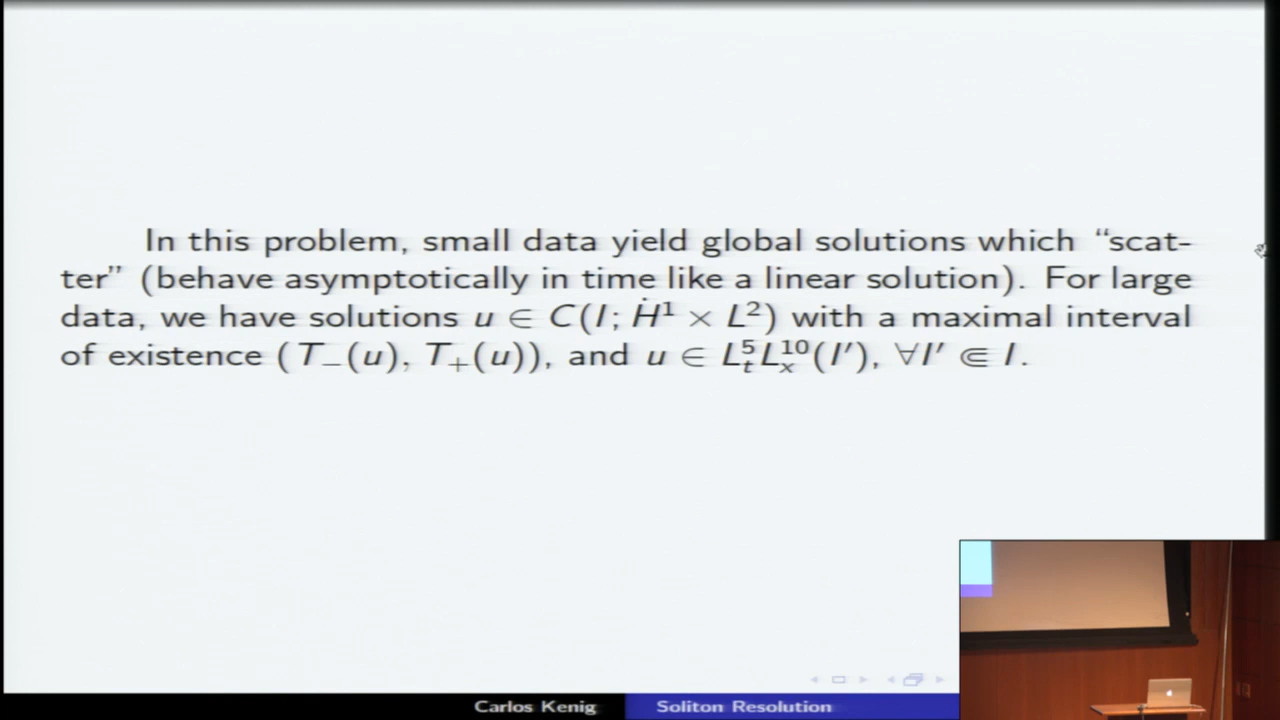 In this problem, small data yield global solutions which “scat-
ter” (behave asymptotically in time like a linear solution). For large
data, we have solutions u ∈ C(I; Ḣ¹ × L²) with a maximal interval
of existence (T₋(u), T₊(u)), and u ∈ L⁵ₜL¹⁰ₓ(I′), ∀I′ ⋐ I.
Carlos Kenig Soliton Resolution